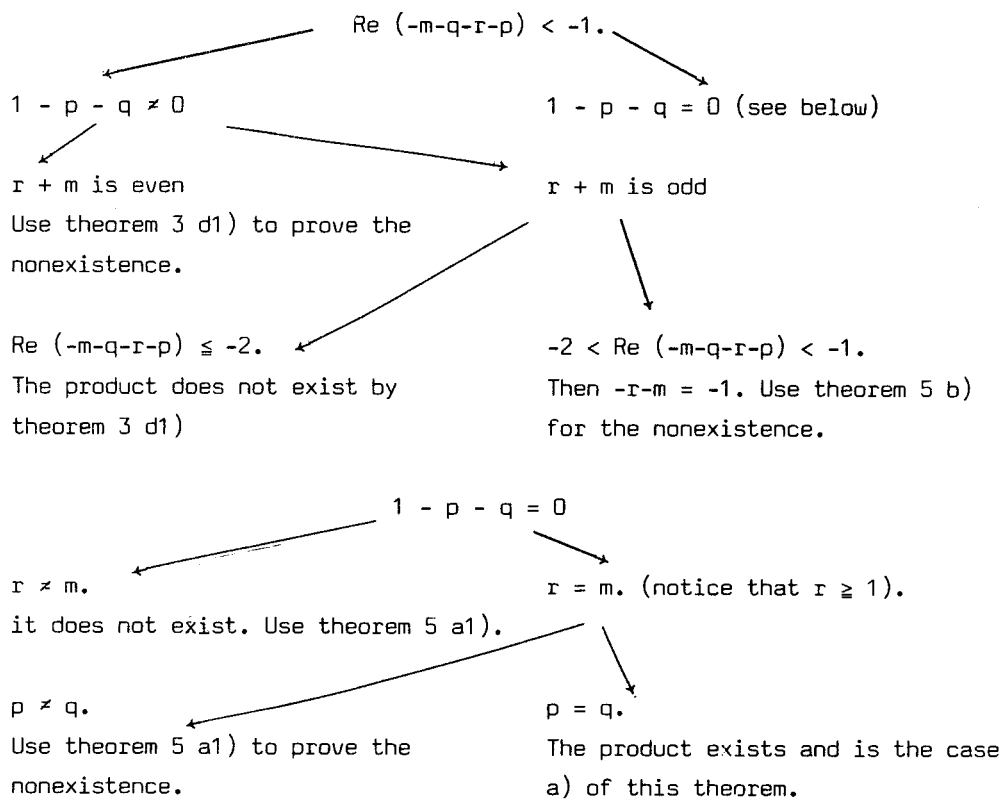 Re (-m-q-r-p) < -1.
1 - p - q ≠ 0
1 - p - q = 0 (see below)
r + m is even
Use theorem 3 d1) to prove the
nonexistence.
r + m is odd
Re (-m-q-r-p) ≦ -2.
The product does not exist by
theorem 3 d1)
-2 < Re (-m-q-r-p) < -1.
Then -r-m = -1. Use theorem 5 b)
for the nonexistence.
1 - p - q = 0
r ≠ m.
it does not exist. Use theorem 5 a1).
r = m. (notice that r ≧ 1).
p ≠ q.
Use theorem 5 a1) to prove the
nonexistence.
p = q.
The product exists and is the case
a) of this theorem.